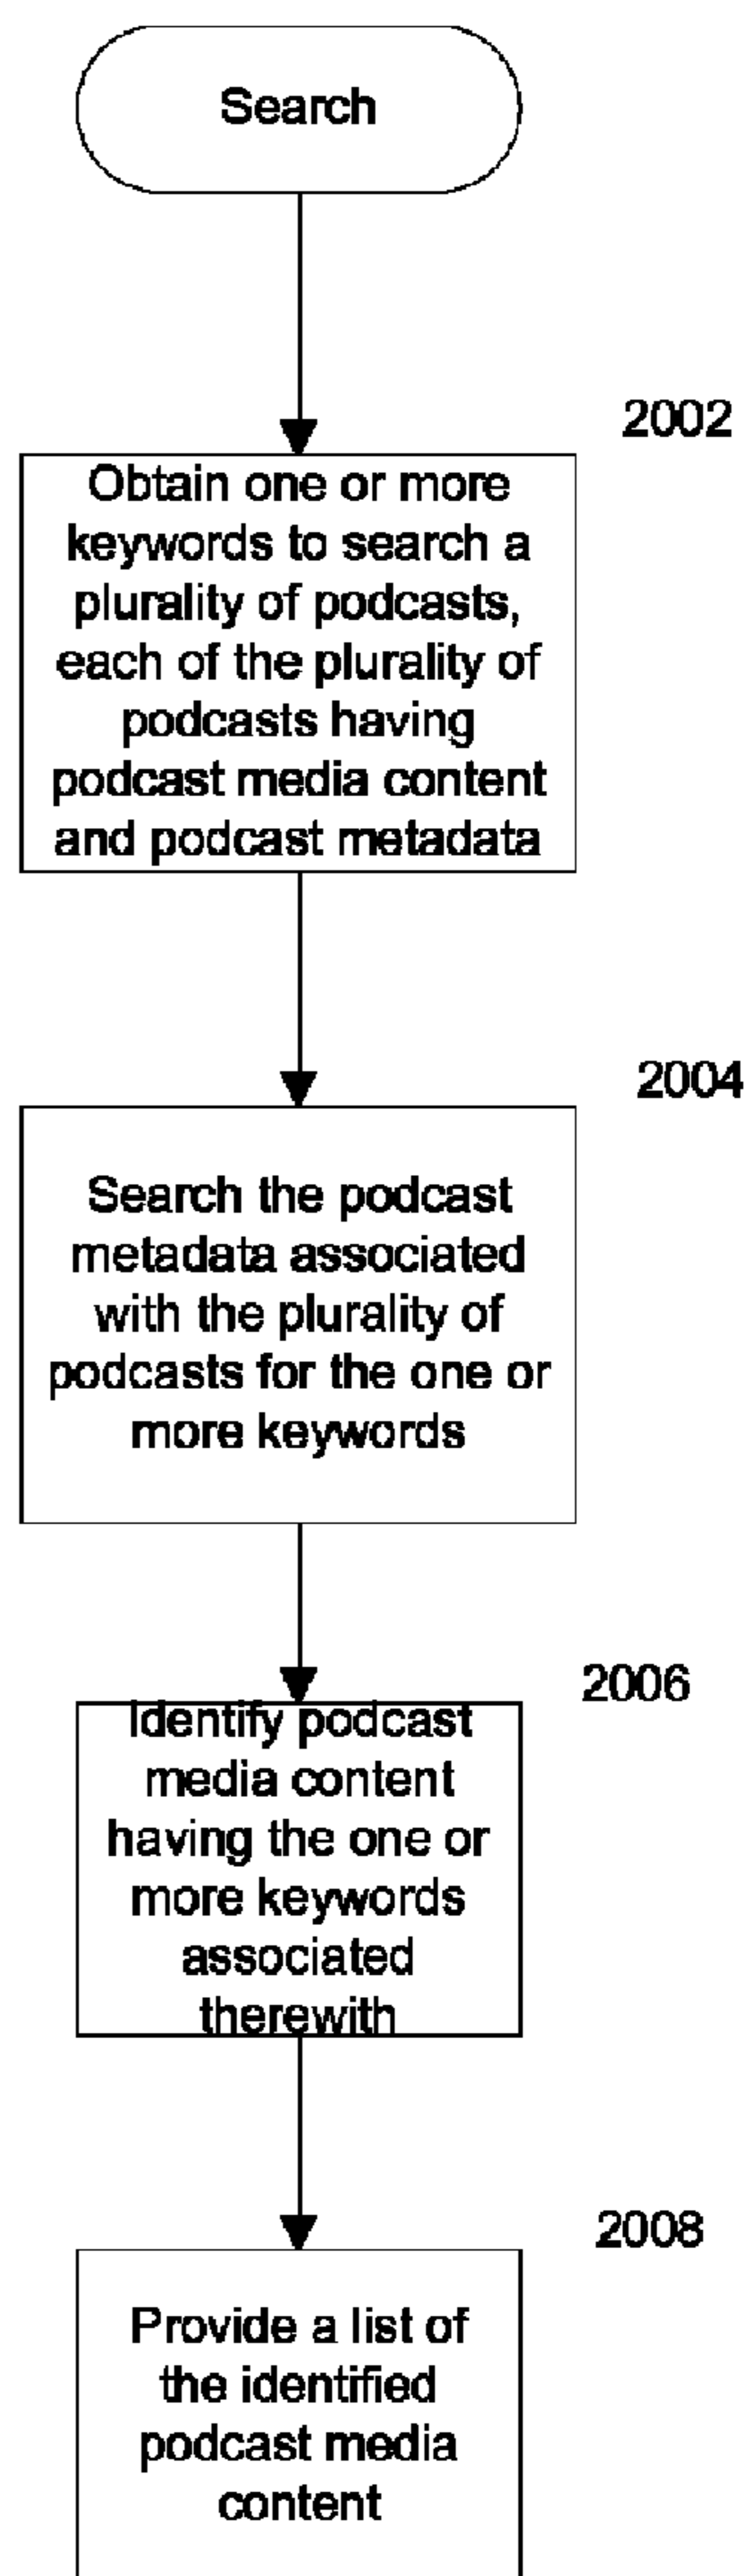 Search
2002
Obtain one or more
keywords to search a
plurality of podcasts,
each of the plurality of
podcasts having
podcast media content
and podcast metadata
2004
Search the podcast
metadata associated
with the plurality of
podcasts for the one or
more keywords
2006
Identify podcast
media content
having the one or
more keywords
associated
therewith
2008
Provide a list of
the identified
podcast media
content